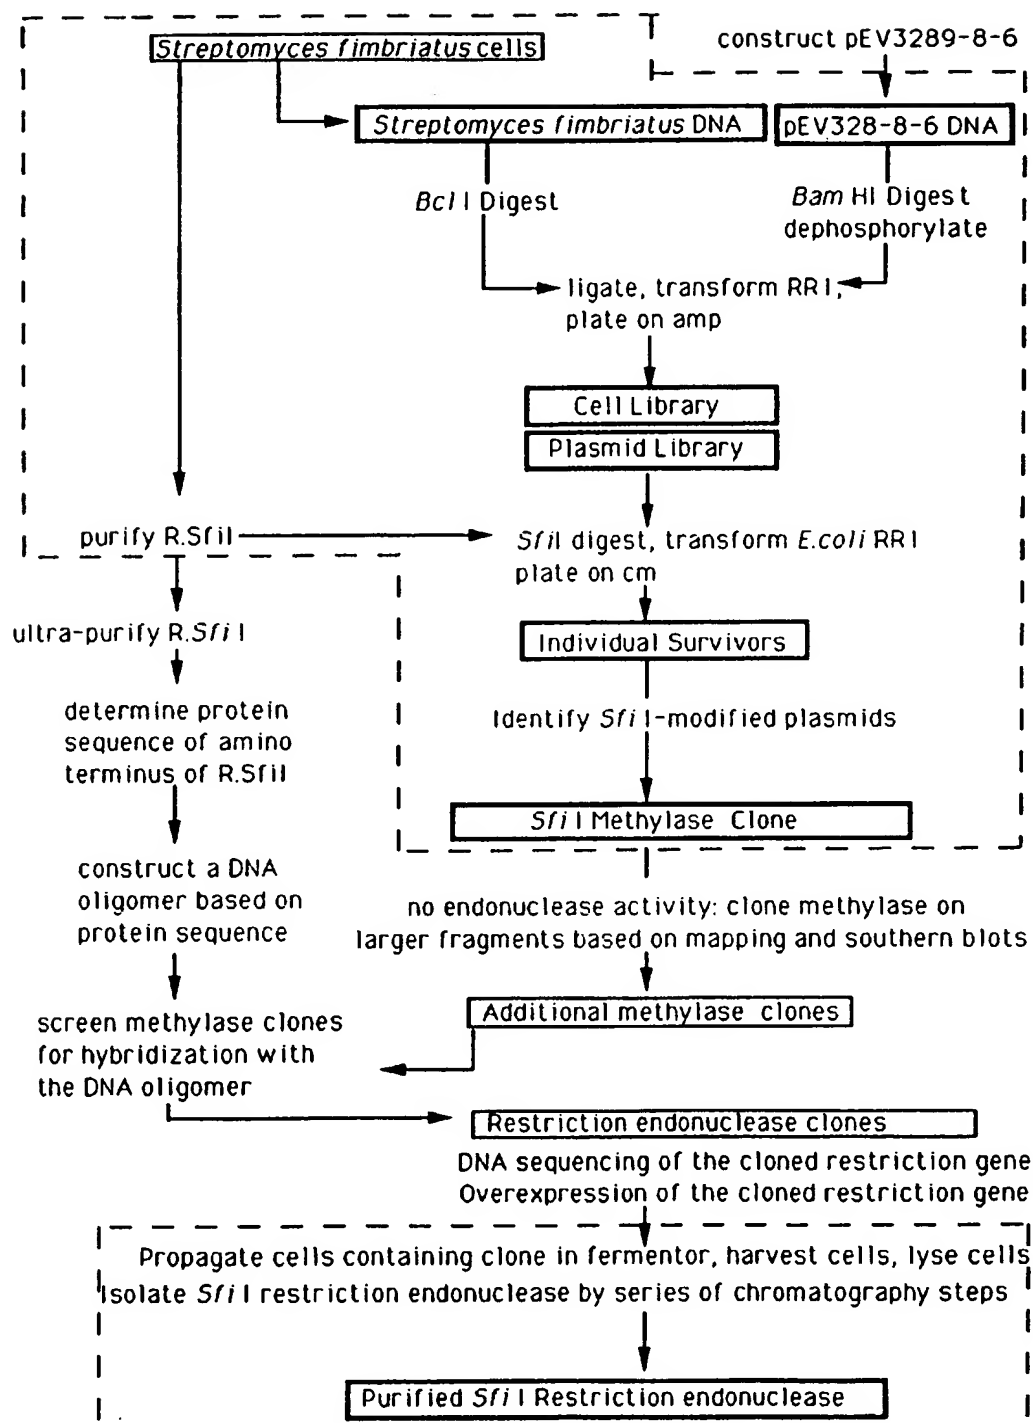 Streptomyces fimbriatus cells
construct pEV3289-8-6
Streptomyces fimbriatus DNA
pEV328-8-6 DNA
Bcl I Digest
Bam HI Digest
dephosphorylate
ligate, transform RR1,
plate on amp
Cell Library
Plasmid Library
purify R.SfiI
SfiI digest, transform E.coli RR1
plate on cm
ultra-purify R.Sfi I
Individual Survivors
determine protein
sequence of amino
terminus of R.SfiI
Identify Sfi I-modified plasmids
Sfi I Methylase Clone
construct a DNA
oligomer based on
protein sequence
no endonuclease activity: clone methylase on
larger fragments based on mapping and southern blots
screen methylase clones
for hybridization with
the DNA oligomer
Additional methylase clones
Restriction endonuclease clones
DNA sequencing of the cloned restriction gene
Overexpression of the cloned restriction gene
Propagate cells containing clone in fermentor, harvest cells, lyse cells
Isolate Sfi I restriction endonuclease by series of chromatography steps
Purified Sfi I Restriction endonuclease